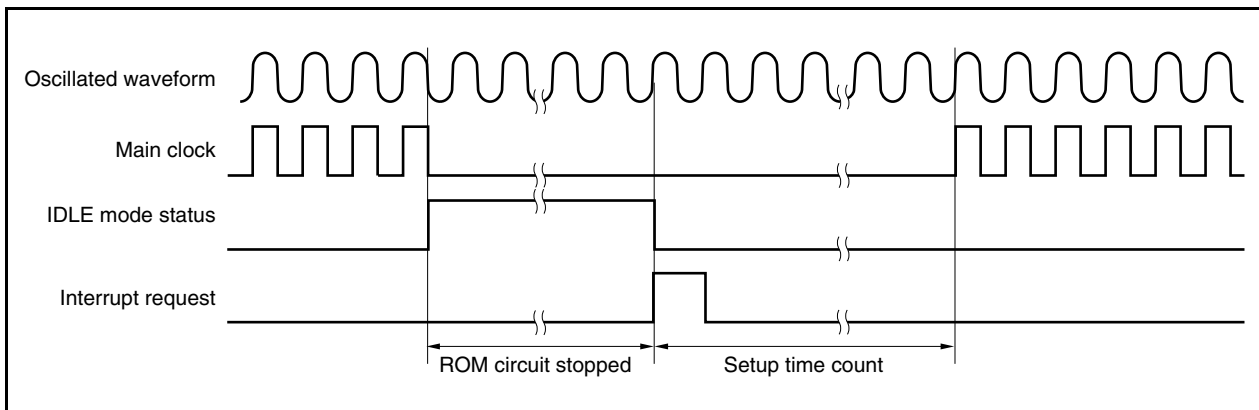 Oscillated waveform
Main clock
IDLE mode status
Interrupt request
ROM circuit stopped
Setup time count